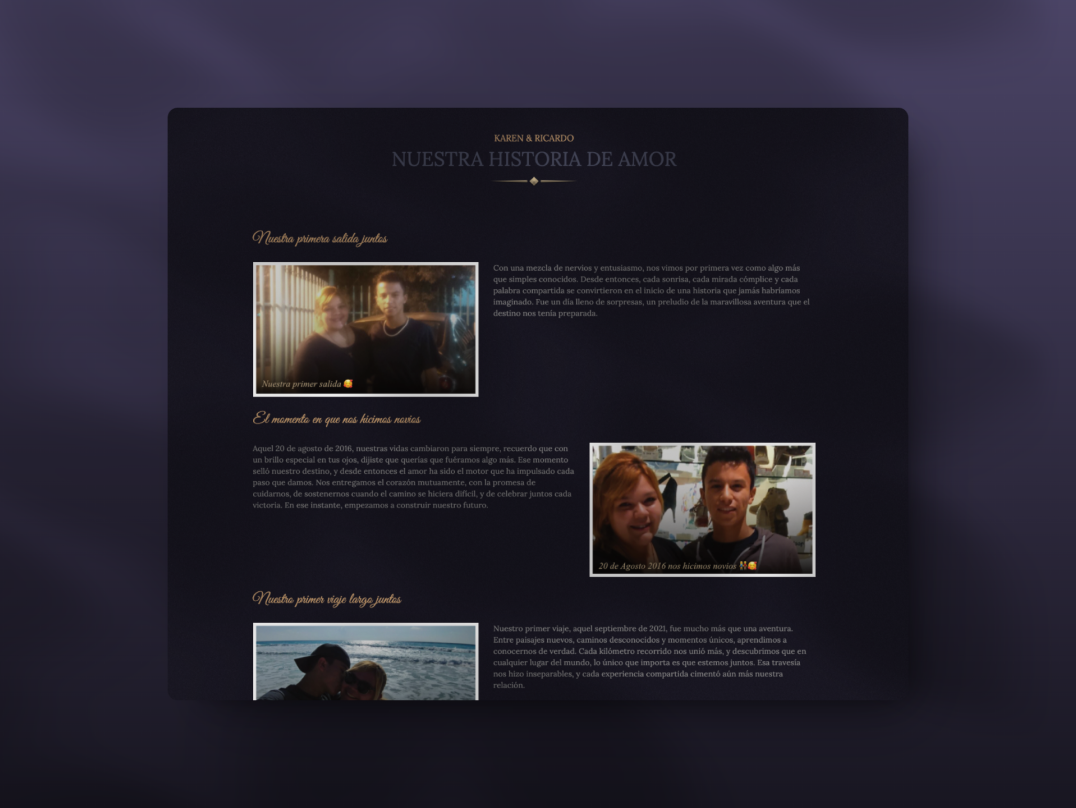 KAREN & RICARDO
NUESTRA HISTORIA DE AMOR
Nuestra primera salida juntos
Con una mezcla de nervios y entusiasmo, nos vimos por primera vez como algo más
que simples conocidos. Desde entonces, cada sonrisa, cada mirada cómplice y cada
palabra compartida se convirtieron en el inicio de una historia que jamás habríamos
imaginado. Fue un día lleno de sorpresas, un preludio de la maravillosa aventura que el
destino nos tenía preparada.
Nuestra primer salida 🥰
El momento en que nos hicimos novios
Aquel 20 de agosto de 2016, nuestras vidas cambiaron para siempre, recuerdo que con
un brillo especial en tus ojos, dijiste que querías que fuéramos algo más. Ese momento
selló nuestro destino, y desde entonces el amor ha sido el motor que ha impulsado cada
paso que damos. Nos entregamos el corazón mutuamente, con la promesa de
cuidarnos, de sostenernos cuando el camino se hiciera difícil, y de celebrar juntos cada
victoria. En ese instante, empezamos a construir nuestro futuro.
20 de Agosto 2016 nos hicimos novios 👫🥰
Nuestro primer viaje largo juntos
Nuestro primer viaje, aquel septiembre de 2021, fue mucho más que una aventura.
Entre paisajes nuevos, caminos desconocidos y momentos únicos, aprendimos a
conocernos de verdad. Cada kilómetro recorrido nos unió más, y descubrimos que en
cualquier lugar del mundo, lo único que importa es que estemos juntos. Esa travesía
nos hizo inseparables, y cada experiencia compartida cimentó aún más nuestra
relación.